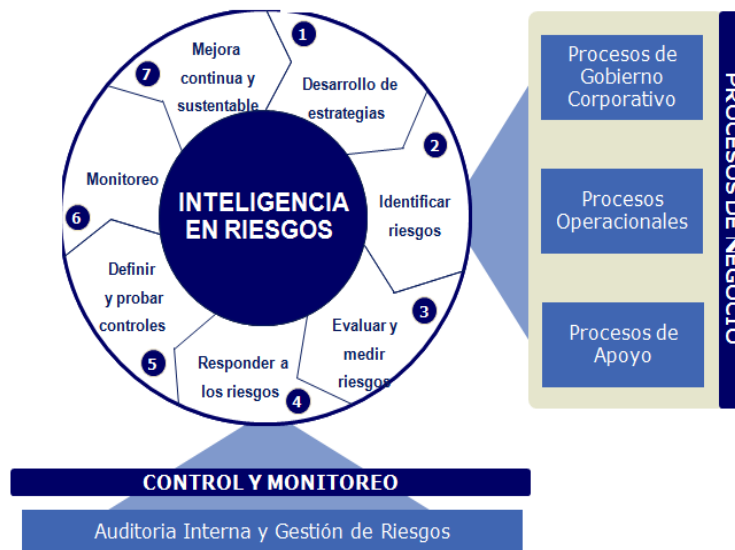 1
Desarrollo de
estrategias
2
Identificar
riesgos
3
Evaluar y
medir
riesgos
4
Responder a
los riesgos
5
Definir
y probar
controles
6
Monitoreo
7
Mejora
continua y
sustentable
INTELIGENCIA
EN RIESGOS
Procesos de
Gobierno
Corporativo
Procesos
Operacionales
Procesos de
Apoyo
PROCESOS DE NEGOCIO
CONTROL Y MONITOREO
Auditoria Interna y Gestión de Riesgos